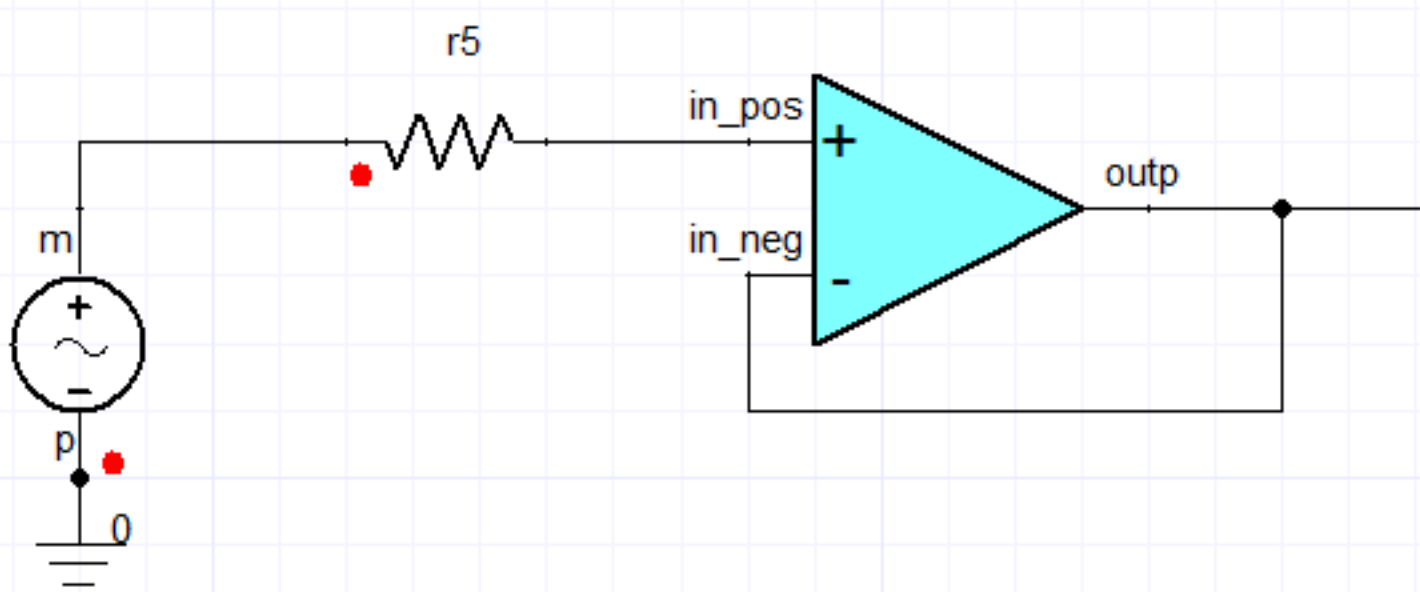 r5
in_pos
+
outp
m
in_neg
-
+
~
−
p
0